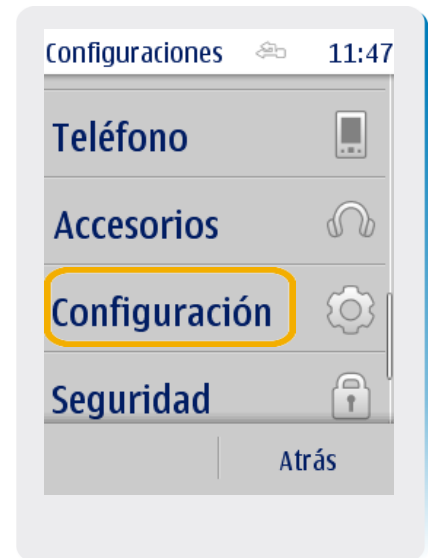 Configuraciones 11:47
Teléfono
Accesorios
Configuración
Seguridad
Atrás